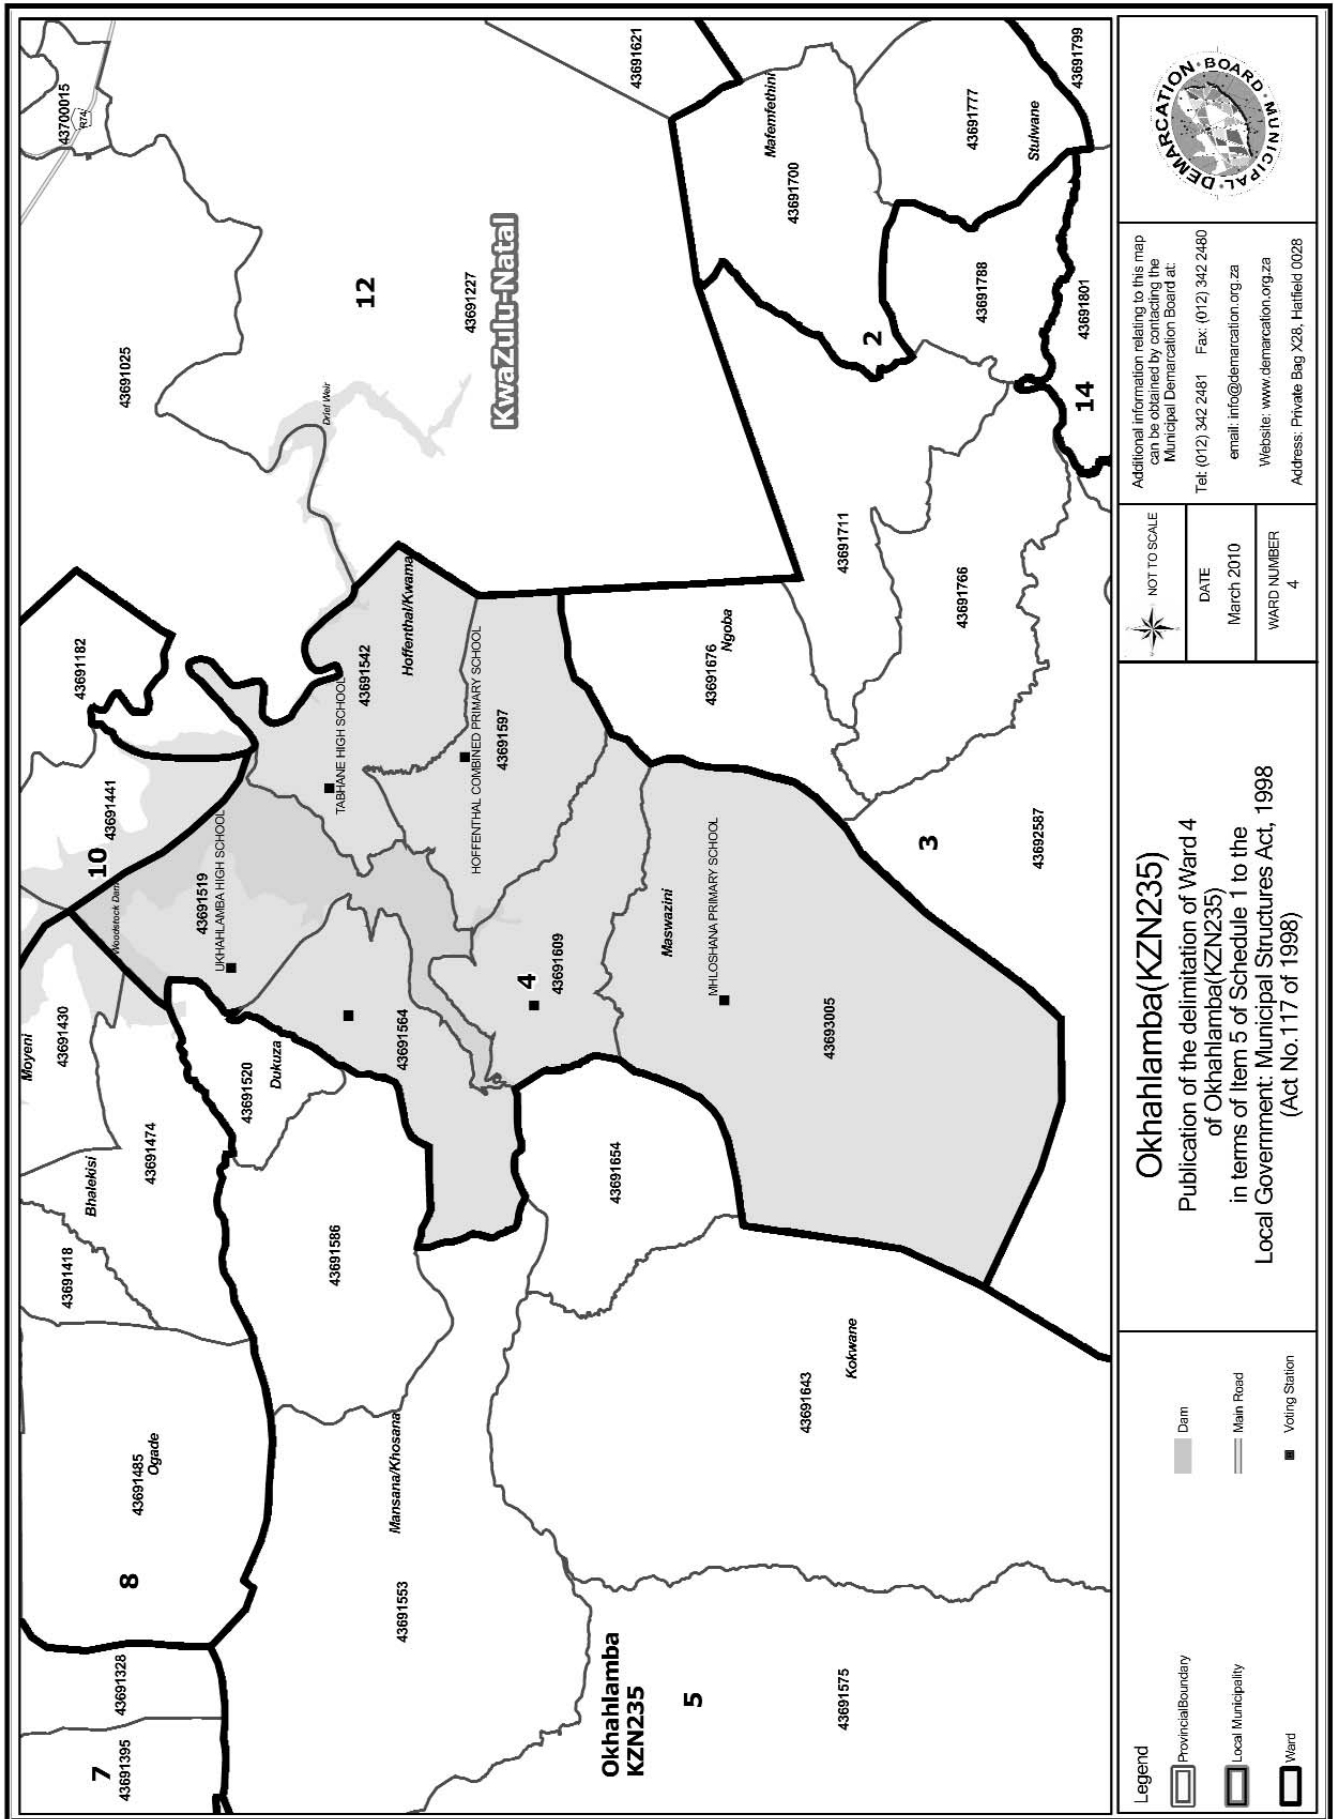 43700015
R74
43691621
43691799
43691025
12
43691227
KwaZulu-Natal
Mafemfethini
43691700
43691777
Stulwane
2
43691788
43691801
14
Driel Weir
43691711
43691766
43691182
43691542
Hoffenthal/Kwamaj
TABHANE HIGH SCHOOL
HOFFENTHAL COMBINED PRIMARY SCHOOL
43691597
43691676
Ngoba
10
43691441
Woodstock Dam
43691519
UKHAHLAMBA HIGH SCHOOL
3
43692587
Maswazini
MHLOSHANA PRIMARY SCHOOL
4
43691609
43693005
43691564
Moyeni
43691430
43691520
Dukuza
43691474
Bhalekisi
43691418
43691586
43691654
43691643
Kokwane
43691485
Ogade
Mansana/Khosana
8
43691553
Okhahlamba
KZN235
5
43691575
43691328
7
43691395
Legend
ProvincialBoundary
Local Municipality
Ward
Dam
Main Road
Voting Station
Okhahlamba(KZN235)
Publication of the delimitation of Ward 4
of Okhahlamba(KZN235)
in terms of Item 5 of Schedule 1 to the
Local Government: Municipal Structures Act, 1998
(Act No.117 of 1998)
NOT TO SCALE
DATE
March 2010
WARD NUMBER
4
Additional information relating to this map
can be obtained by contacting the
Municipal Demarcation Board at:
Tel: (012) 342 2481 Fax: (012) 342 2480
email: info@demarcation.org.za
Website: www.demarcation.org.za
Address: Private Bag X28, Hatfield 0028
MUNICIPAL DEMARCATION BOARD